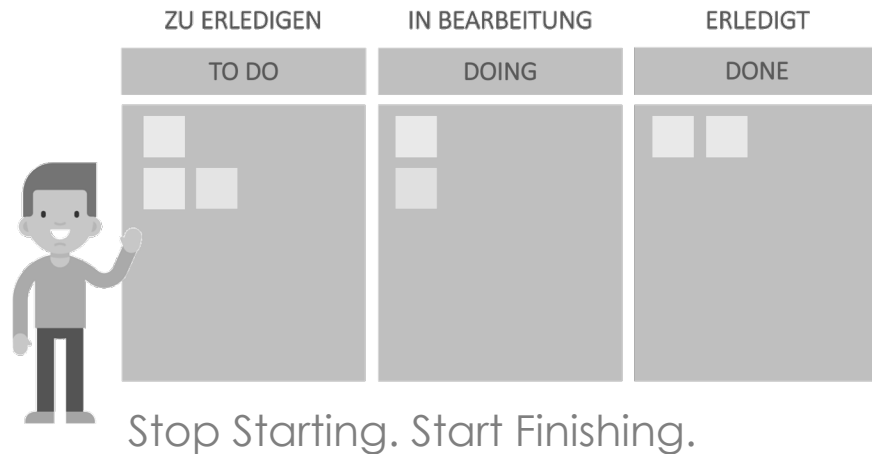 ZU ERLEDIGEN IN BEARBEITUNG ERLEDIGT
TO DO DOING DONE
Stop Starting. Start Finishing.